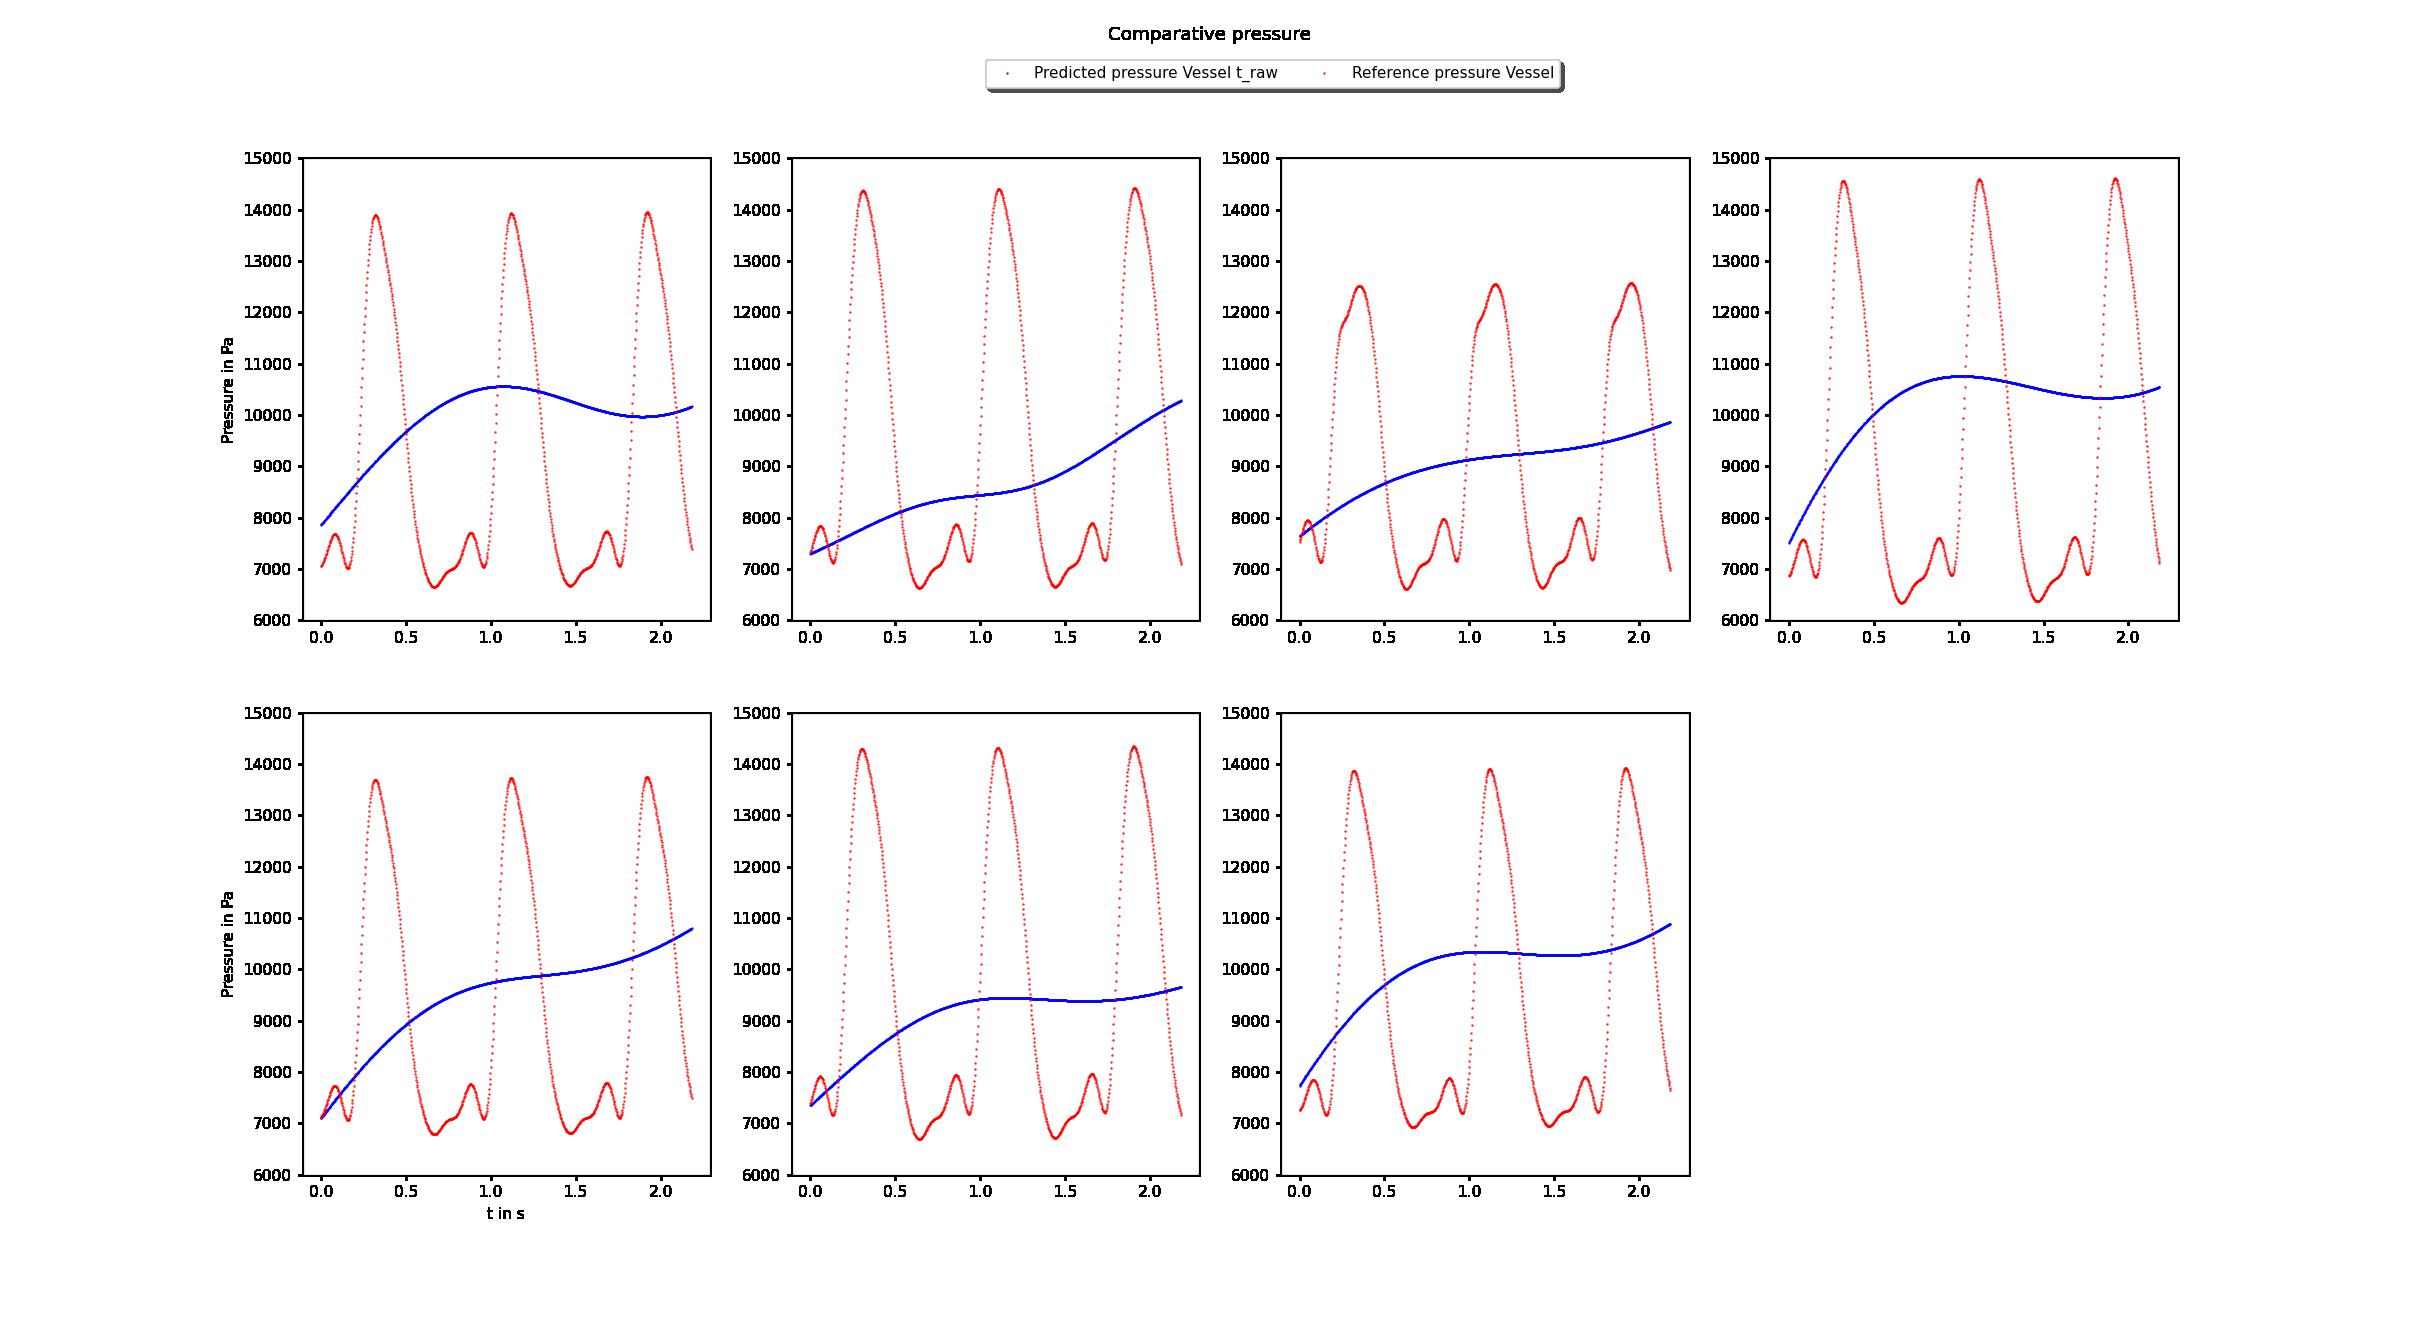 Comparative pressure
Predicted pressure Vessel t_raw Reference pressure Vessel
15000 15000 15000 15000
14000 14000 14000 14000
13000 13000 13000 13000
12000 12000 12000 12000
11000 11000 11000 11000
Pressure in Pa
10000 10000 10000 10000
9000 9000 9000 9000
8000 8000 8000 8000
7000 7000 7000 7000
6000 6000 6000 6000
0.0 0.5 1.0 1.5 2.0 0.0 0.5 1.0 1.5 2.0 0.0 0.5 1.0 1.5 2.0 0.0 0.5 1.0 1.5 2.0
15000 15000 15000
14000 14000 14000
13000 13000 13000
12000 12000 12000
11000 11000 11000
Pressure in Pa
10000 10000 10000
9000 9000 9000
8000 8000 8000
7000 7000 7000
6000 6000 6000
0.0 0.5 1.0 1.5 2.0 0.0 0.5 1.0 1.5 2.0 0.0 0.5 1.0 1.5 2.0
t in s